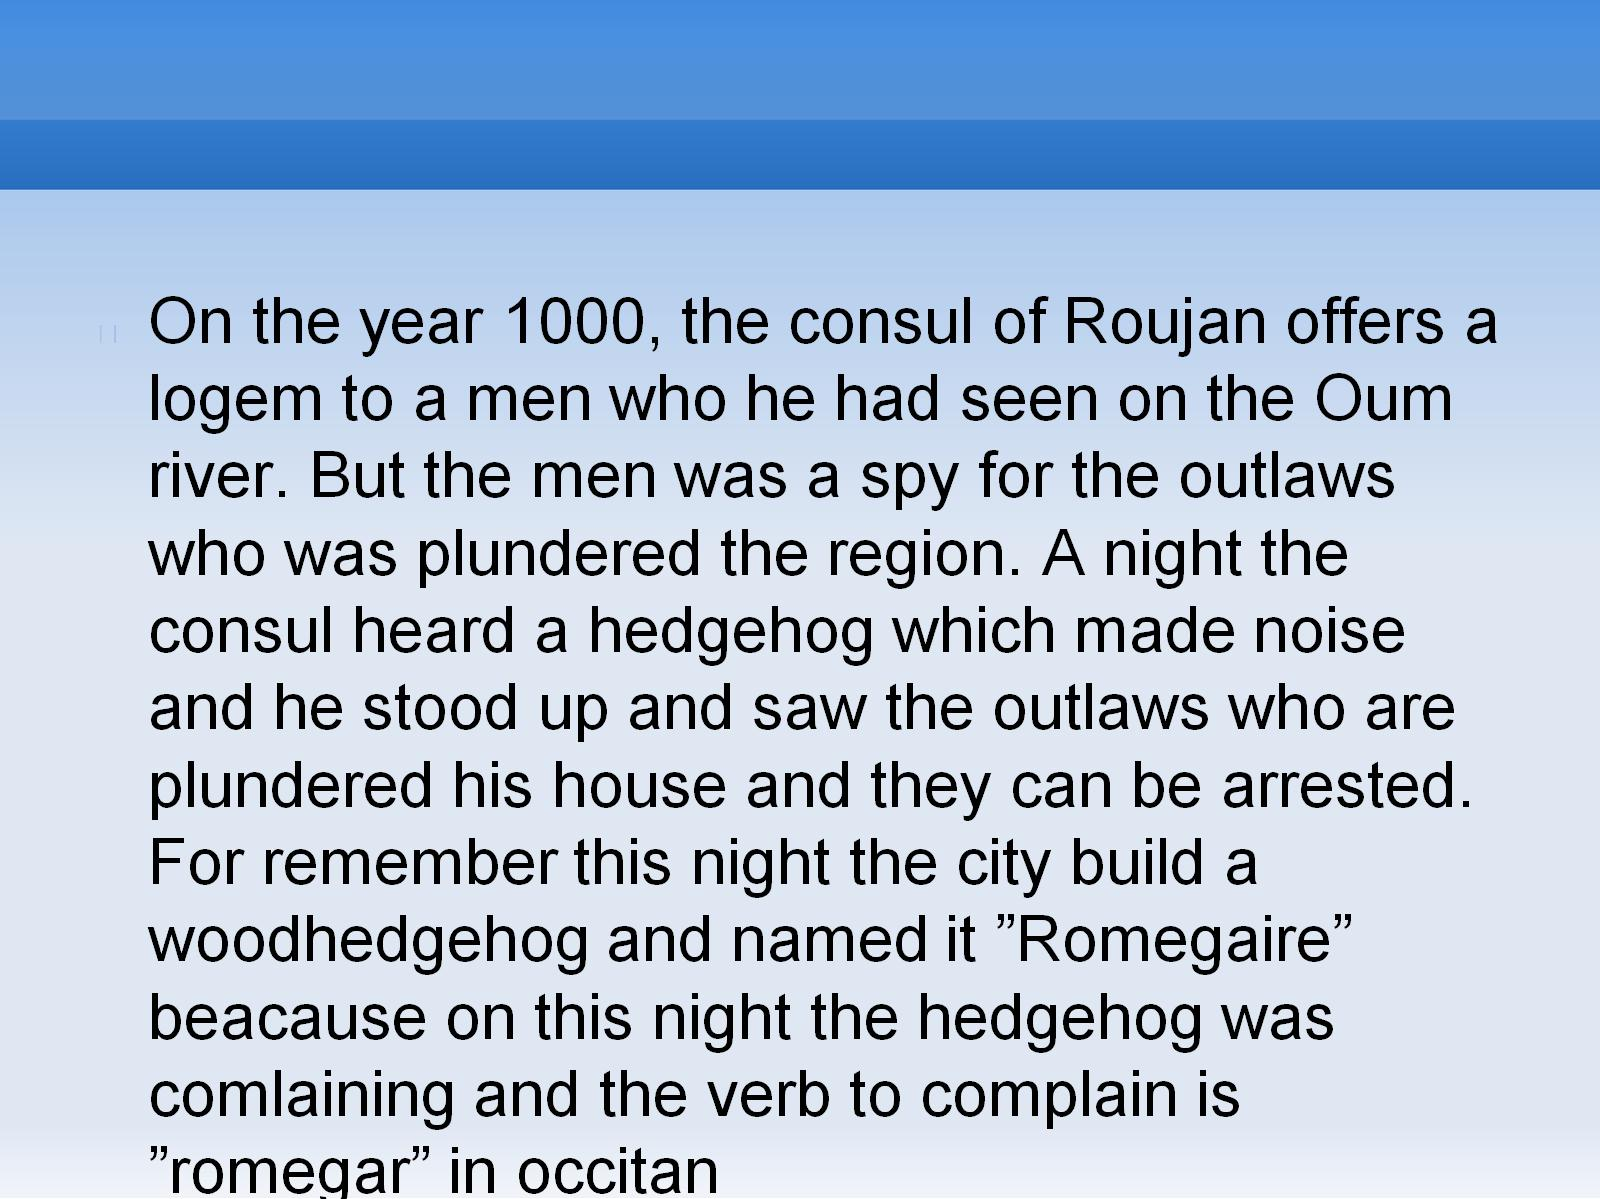 On the year 1000, the consul of Roujan offers a
logem to a men who he had seen on the Oum
river. But the men was a spy for the outlaws
who was plundered the region. A night the
consul heard a hedgehog which made noise
and he stood up and saw the outlaws who are
plundered his house and they can be arrested.
For remember this night the city build a
woodhedgehog and named it ”Romegaire”
beacause on this night the hedgehog was
comlaining and the verb to complain is
”romegar” in occitan